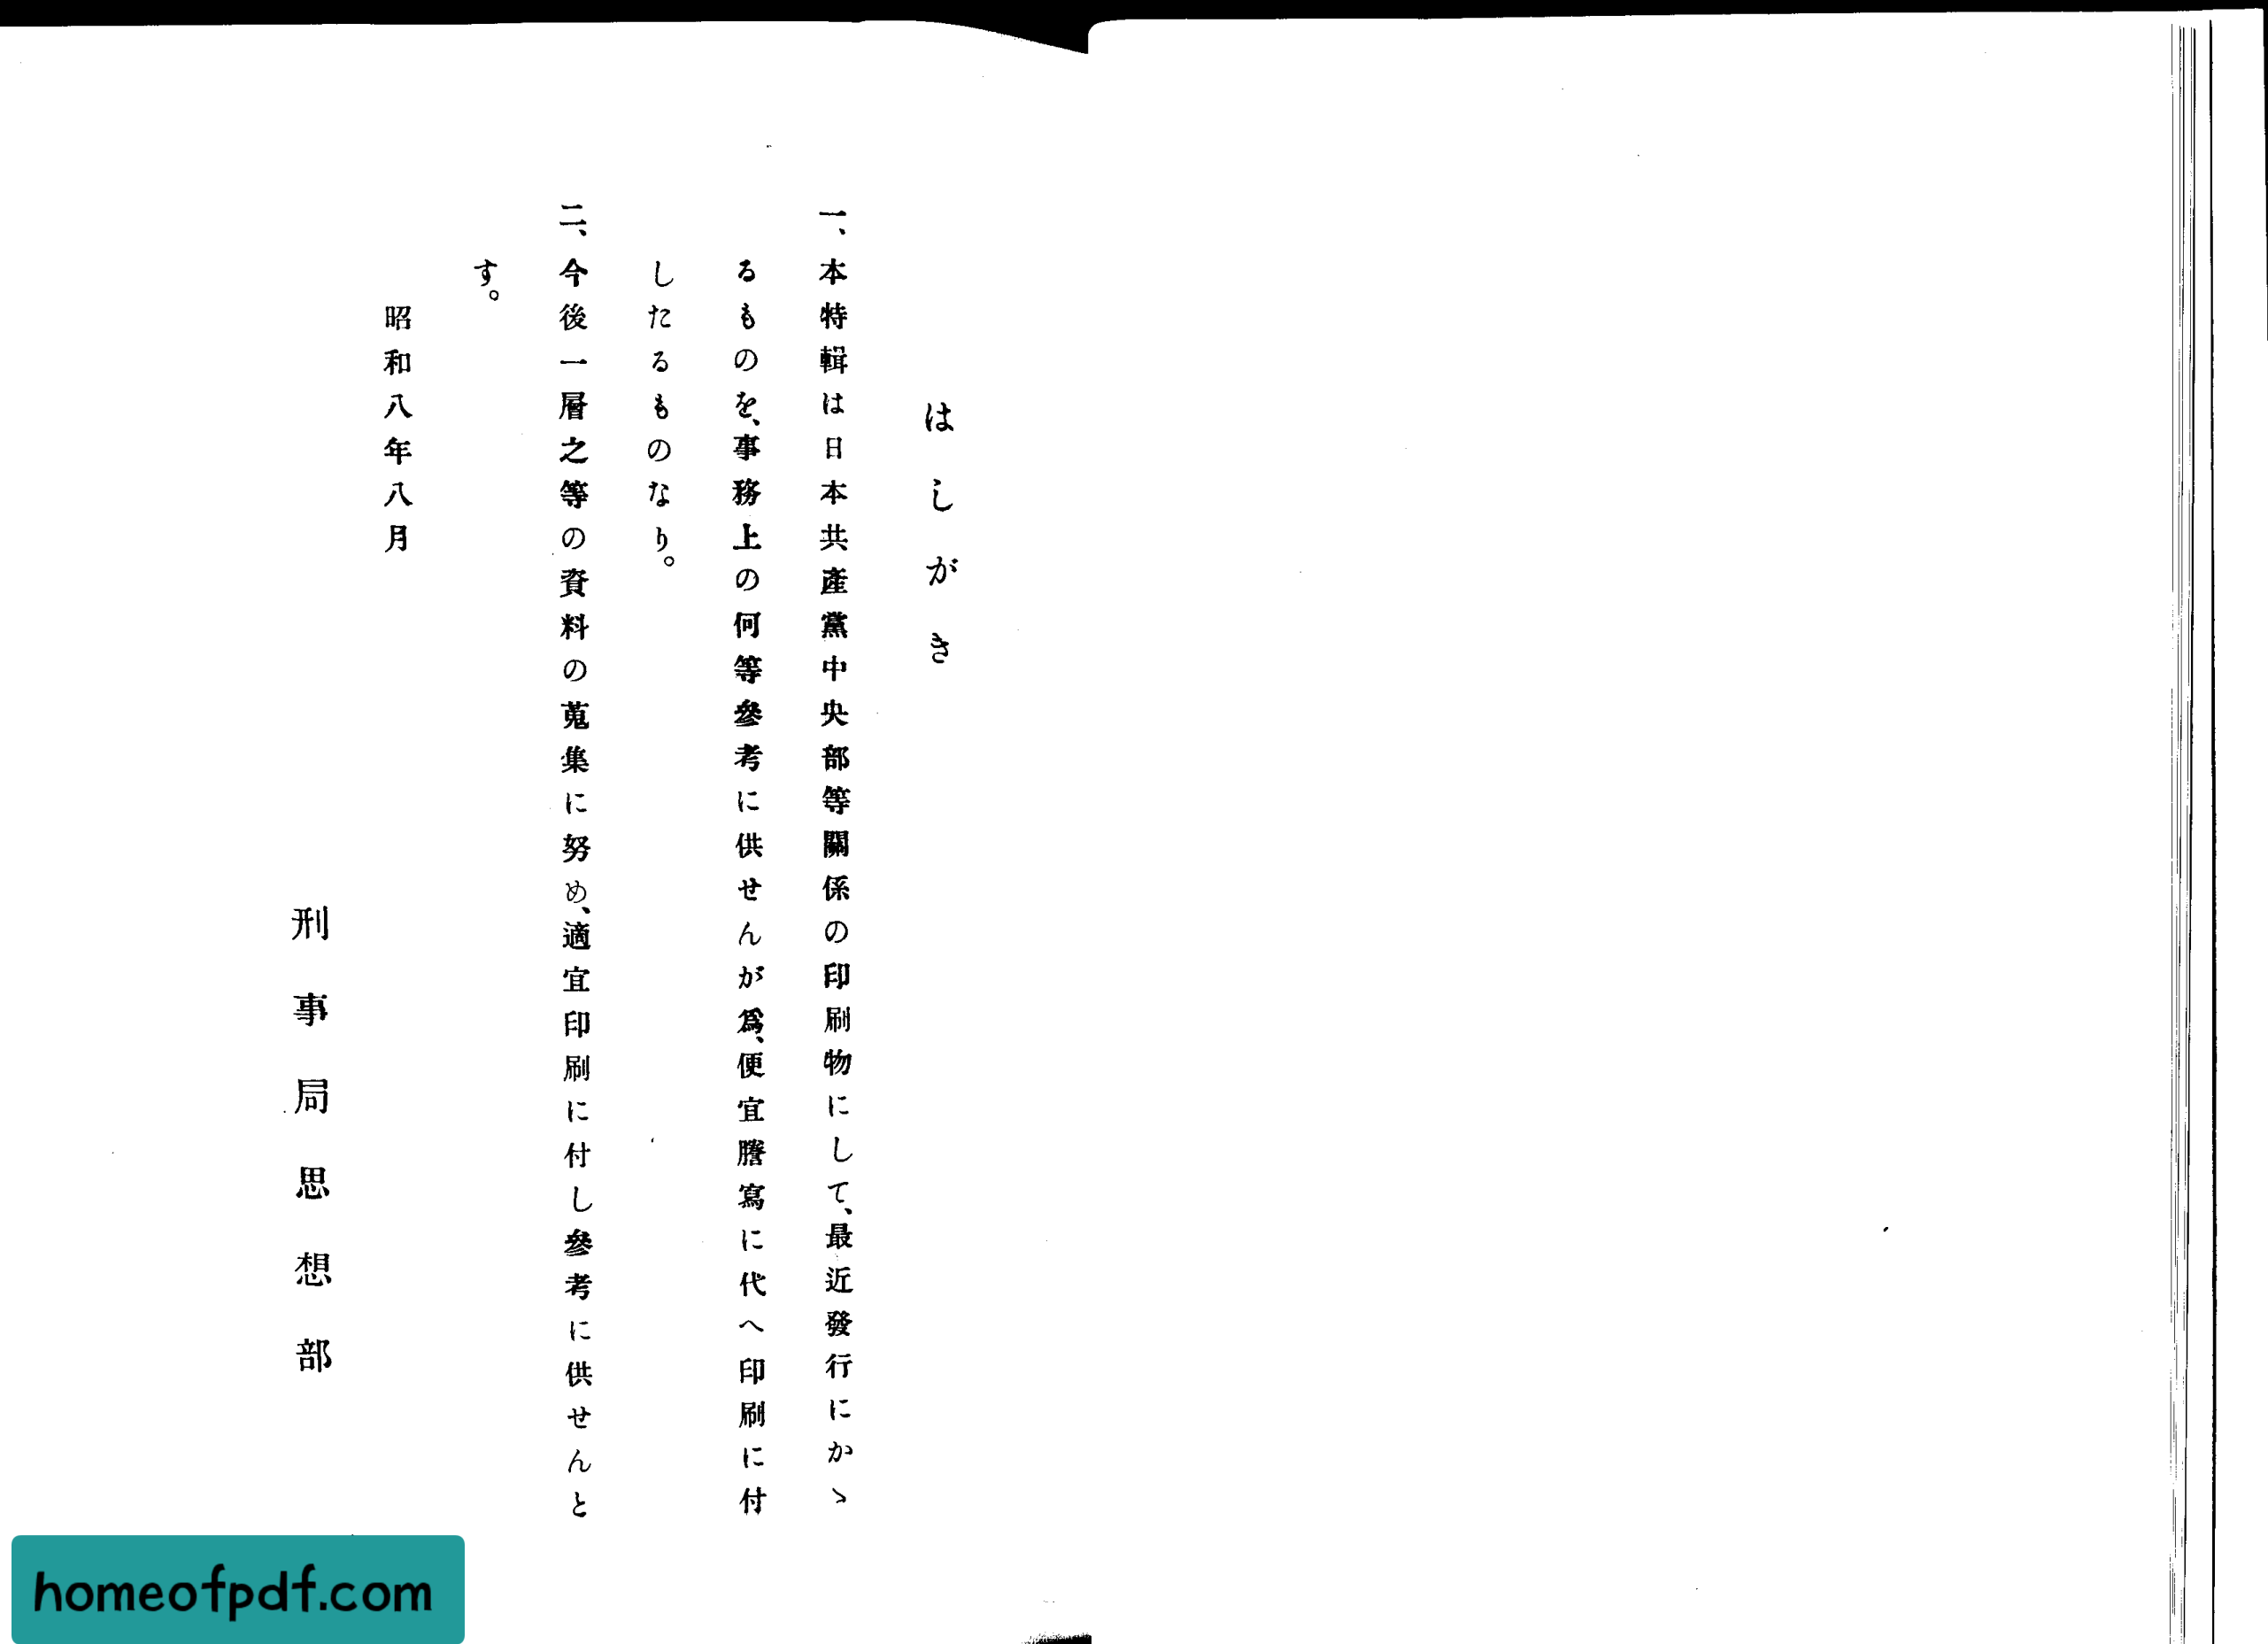 はしがき
一、本特輯は日本共產黨中央部等關係の印刷物にして、最近發行にかゝ
るものを、事務上の何等參考に供せんが爲、便宜謄寫に代へ印刷に付
したるものなり。
二、今後一層之等の資料の蒐集に努め、適宜印刷に付し參考に供せんと
す。
昭和八年八月
刑事局思想部
homeofpdf.com